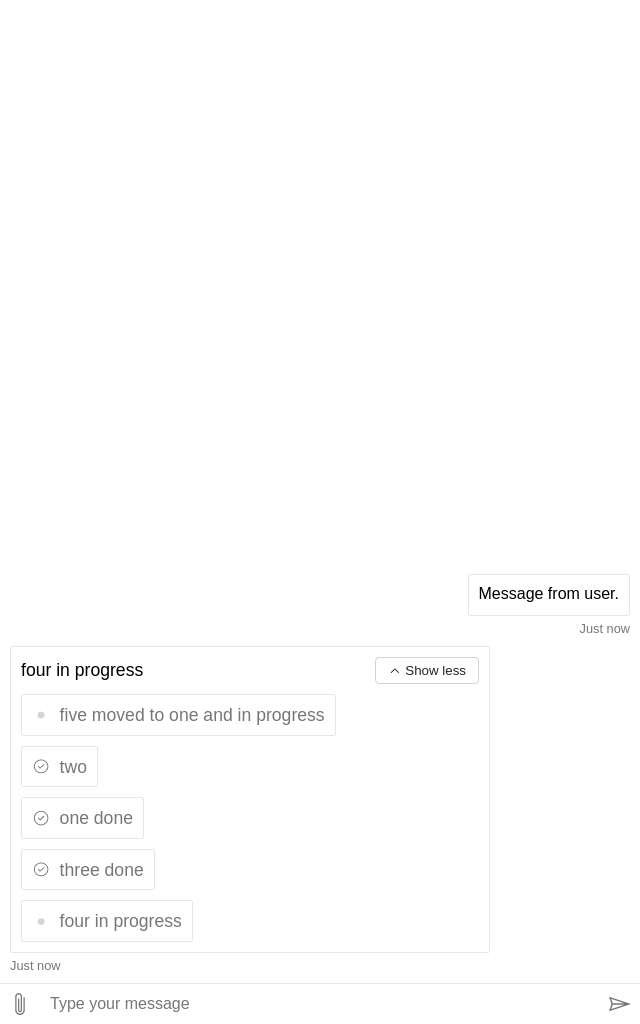 Message from user.
Just now
four in progress
Show less
five moved to one and in progress
two
one done
three done
four in progress
Just now
Type your message